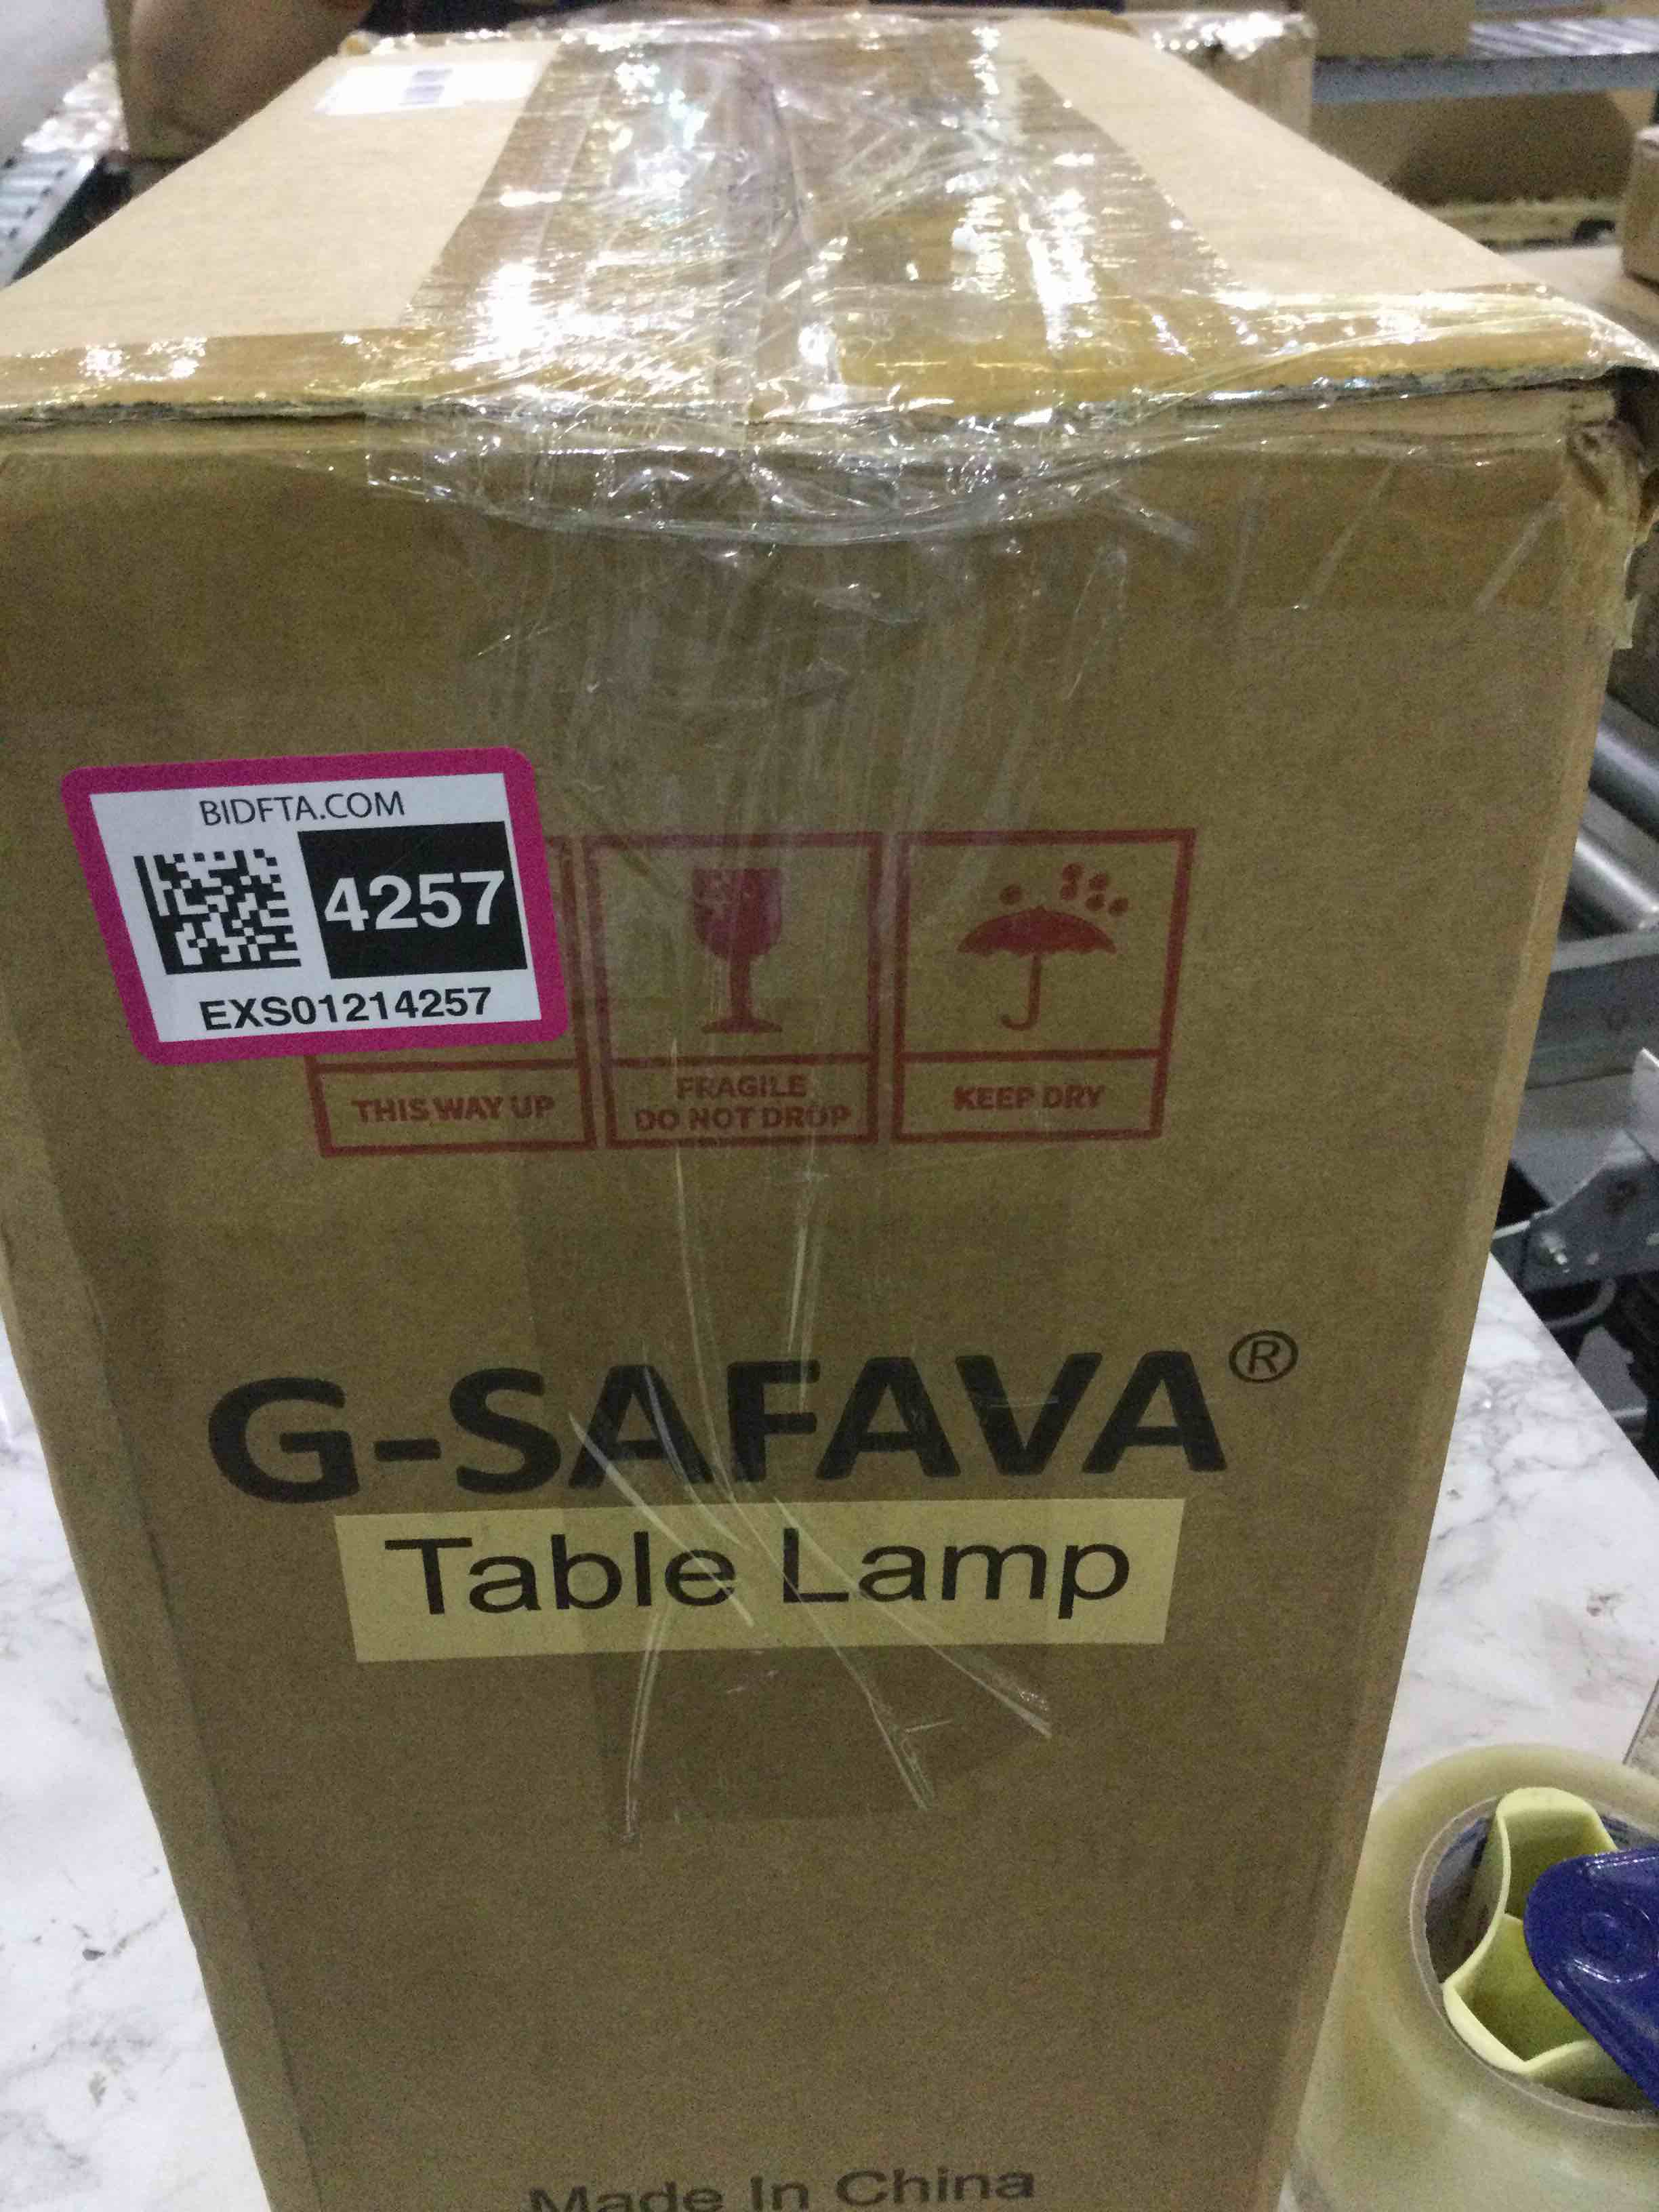 BIDFTA.COM
4257
EXS01214257
THIS WAY UP
FRAGILE
DO NOT DROP
KEEP DRY
G-SAFAVA®
Table Lamp
Made In China